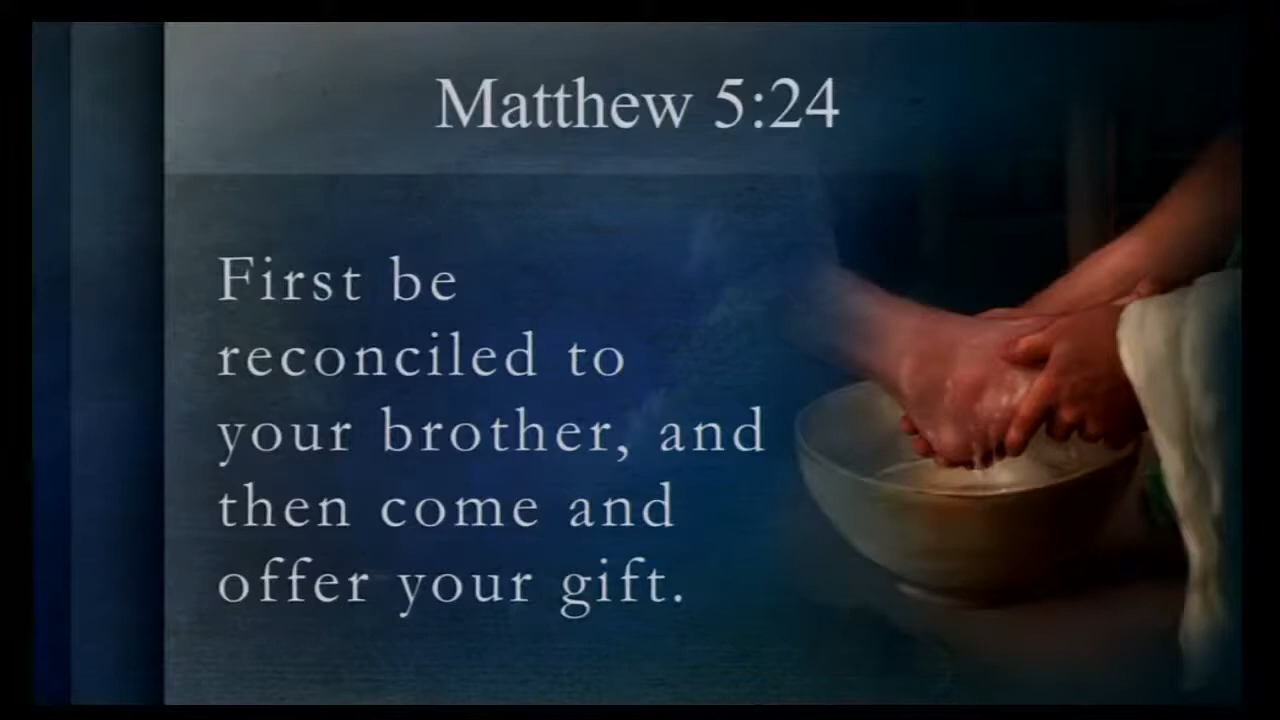 Matthew 5:24
First be
reconciled to
your brother, and
then come and
offer your gift.